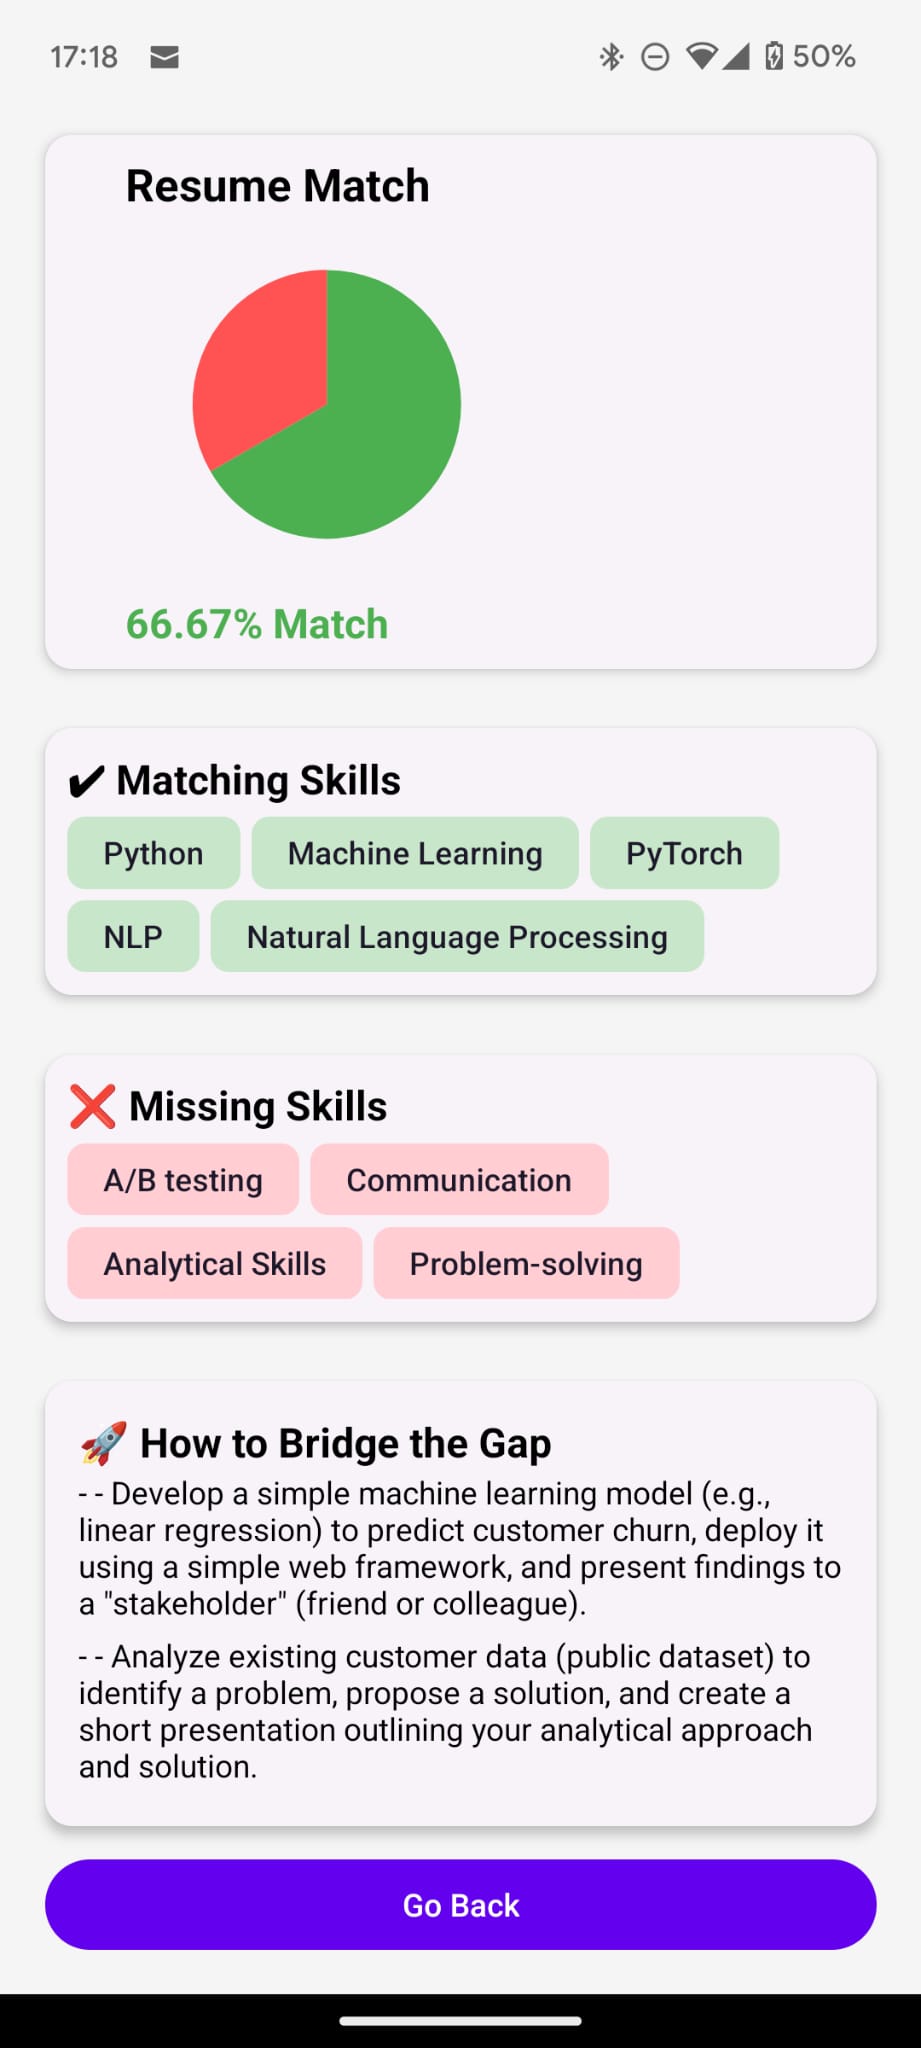 17:18
50%
Resume Match
66.67% Match
✔ Matching Skills
Python Machine Learning PyTorch
NLP Natural Language Processing
❌ Missing Skills
A/B testing Communication
Analytical Skills Problem-solving
🚀 How to Bridge the Gap
- - Develop a simple machine learning model (e.g.,
linear regression) to predict customer churn, deploy it
using a simple web framework, and present findings to
a "stakeholder" (friend or colleague).
- - Analyze existing customer data (public dataset) to
identify a problem, propose a solution, and create a
short presentation outlining your analytical approach
and solution.
Go Back